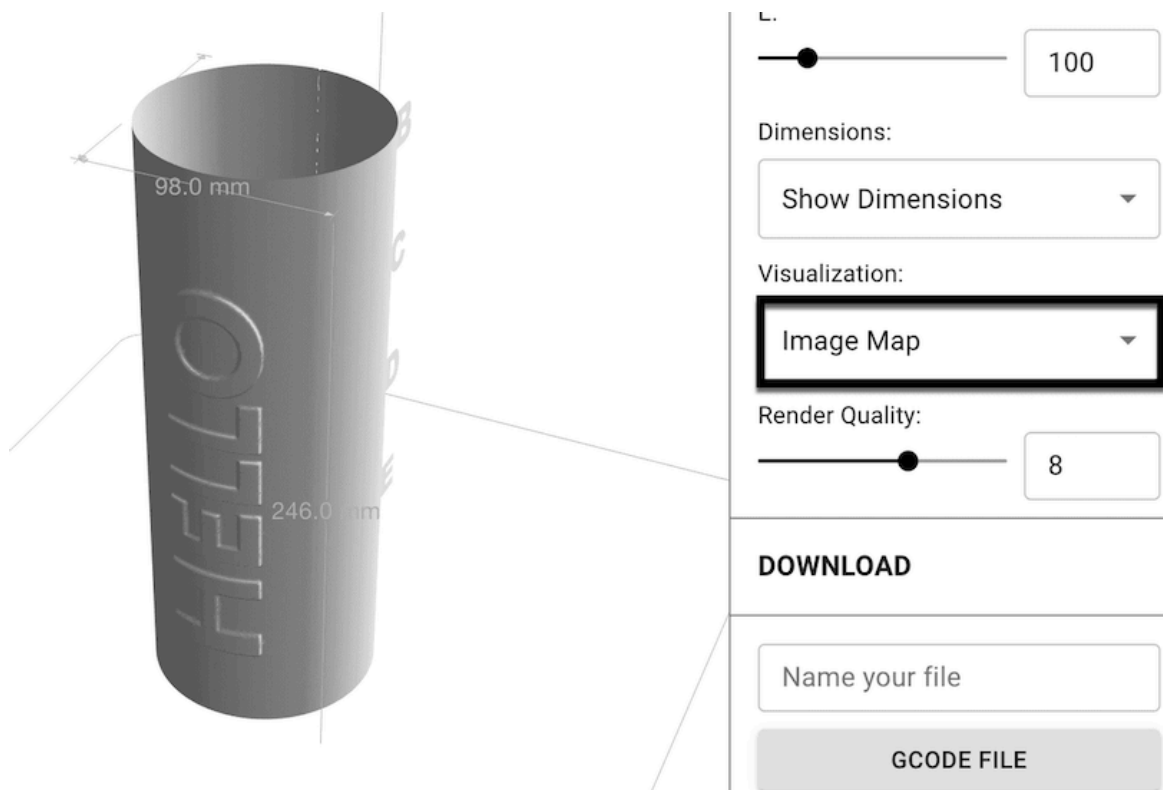 98.0 mm
B
C
D
E
HELLO
246.0 mm
E:
100
Dimensions:
Show Dimensions
Visualization:
Image Map
Render Quality:
8
DOWNLOAD
Name your file
GCODE FILE